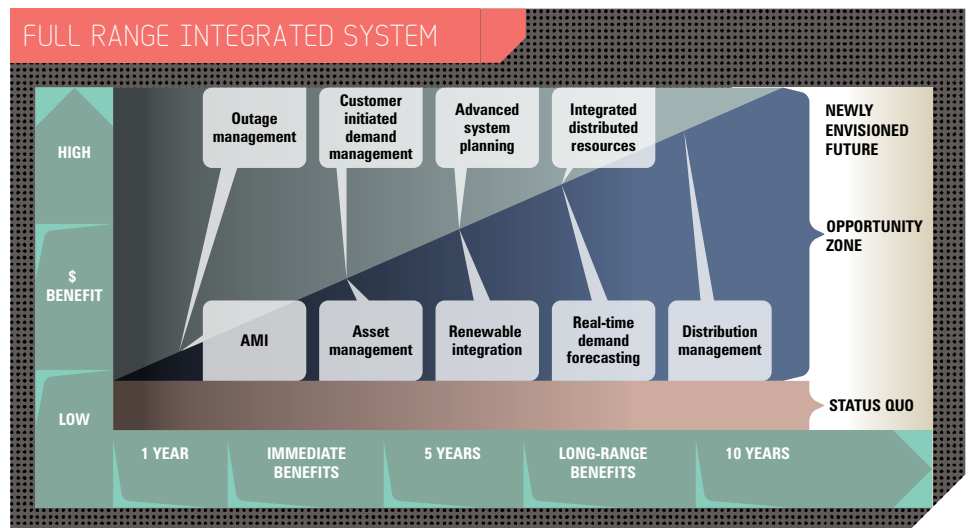 FULL RANGE INTEGRATED SYSTEM
HIGH
$
BENEFIT
LOW
Outage
management
Customer
initiated
demand
management
Advanced
system
planning
Integrated
distributed
resources
AMI
Asset
management
Renewable
integration
Real-time
demand
forecasting
Distribution
management
NEWLY
ENVISIONED
FUTURE
OPPORTUNITY
ZONE
STATUS QUO
1 YEAR
IMMEDIATE
BENEFITS
5 YEARS
LONG-RANGE
BENEFITS
10 YEARS